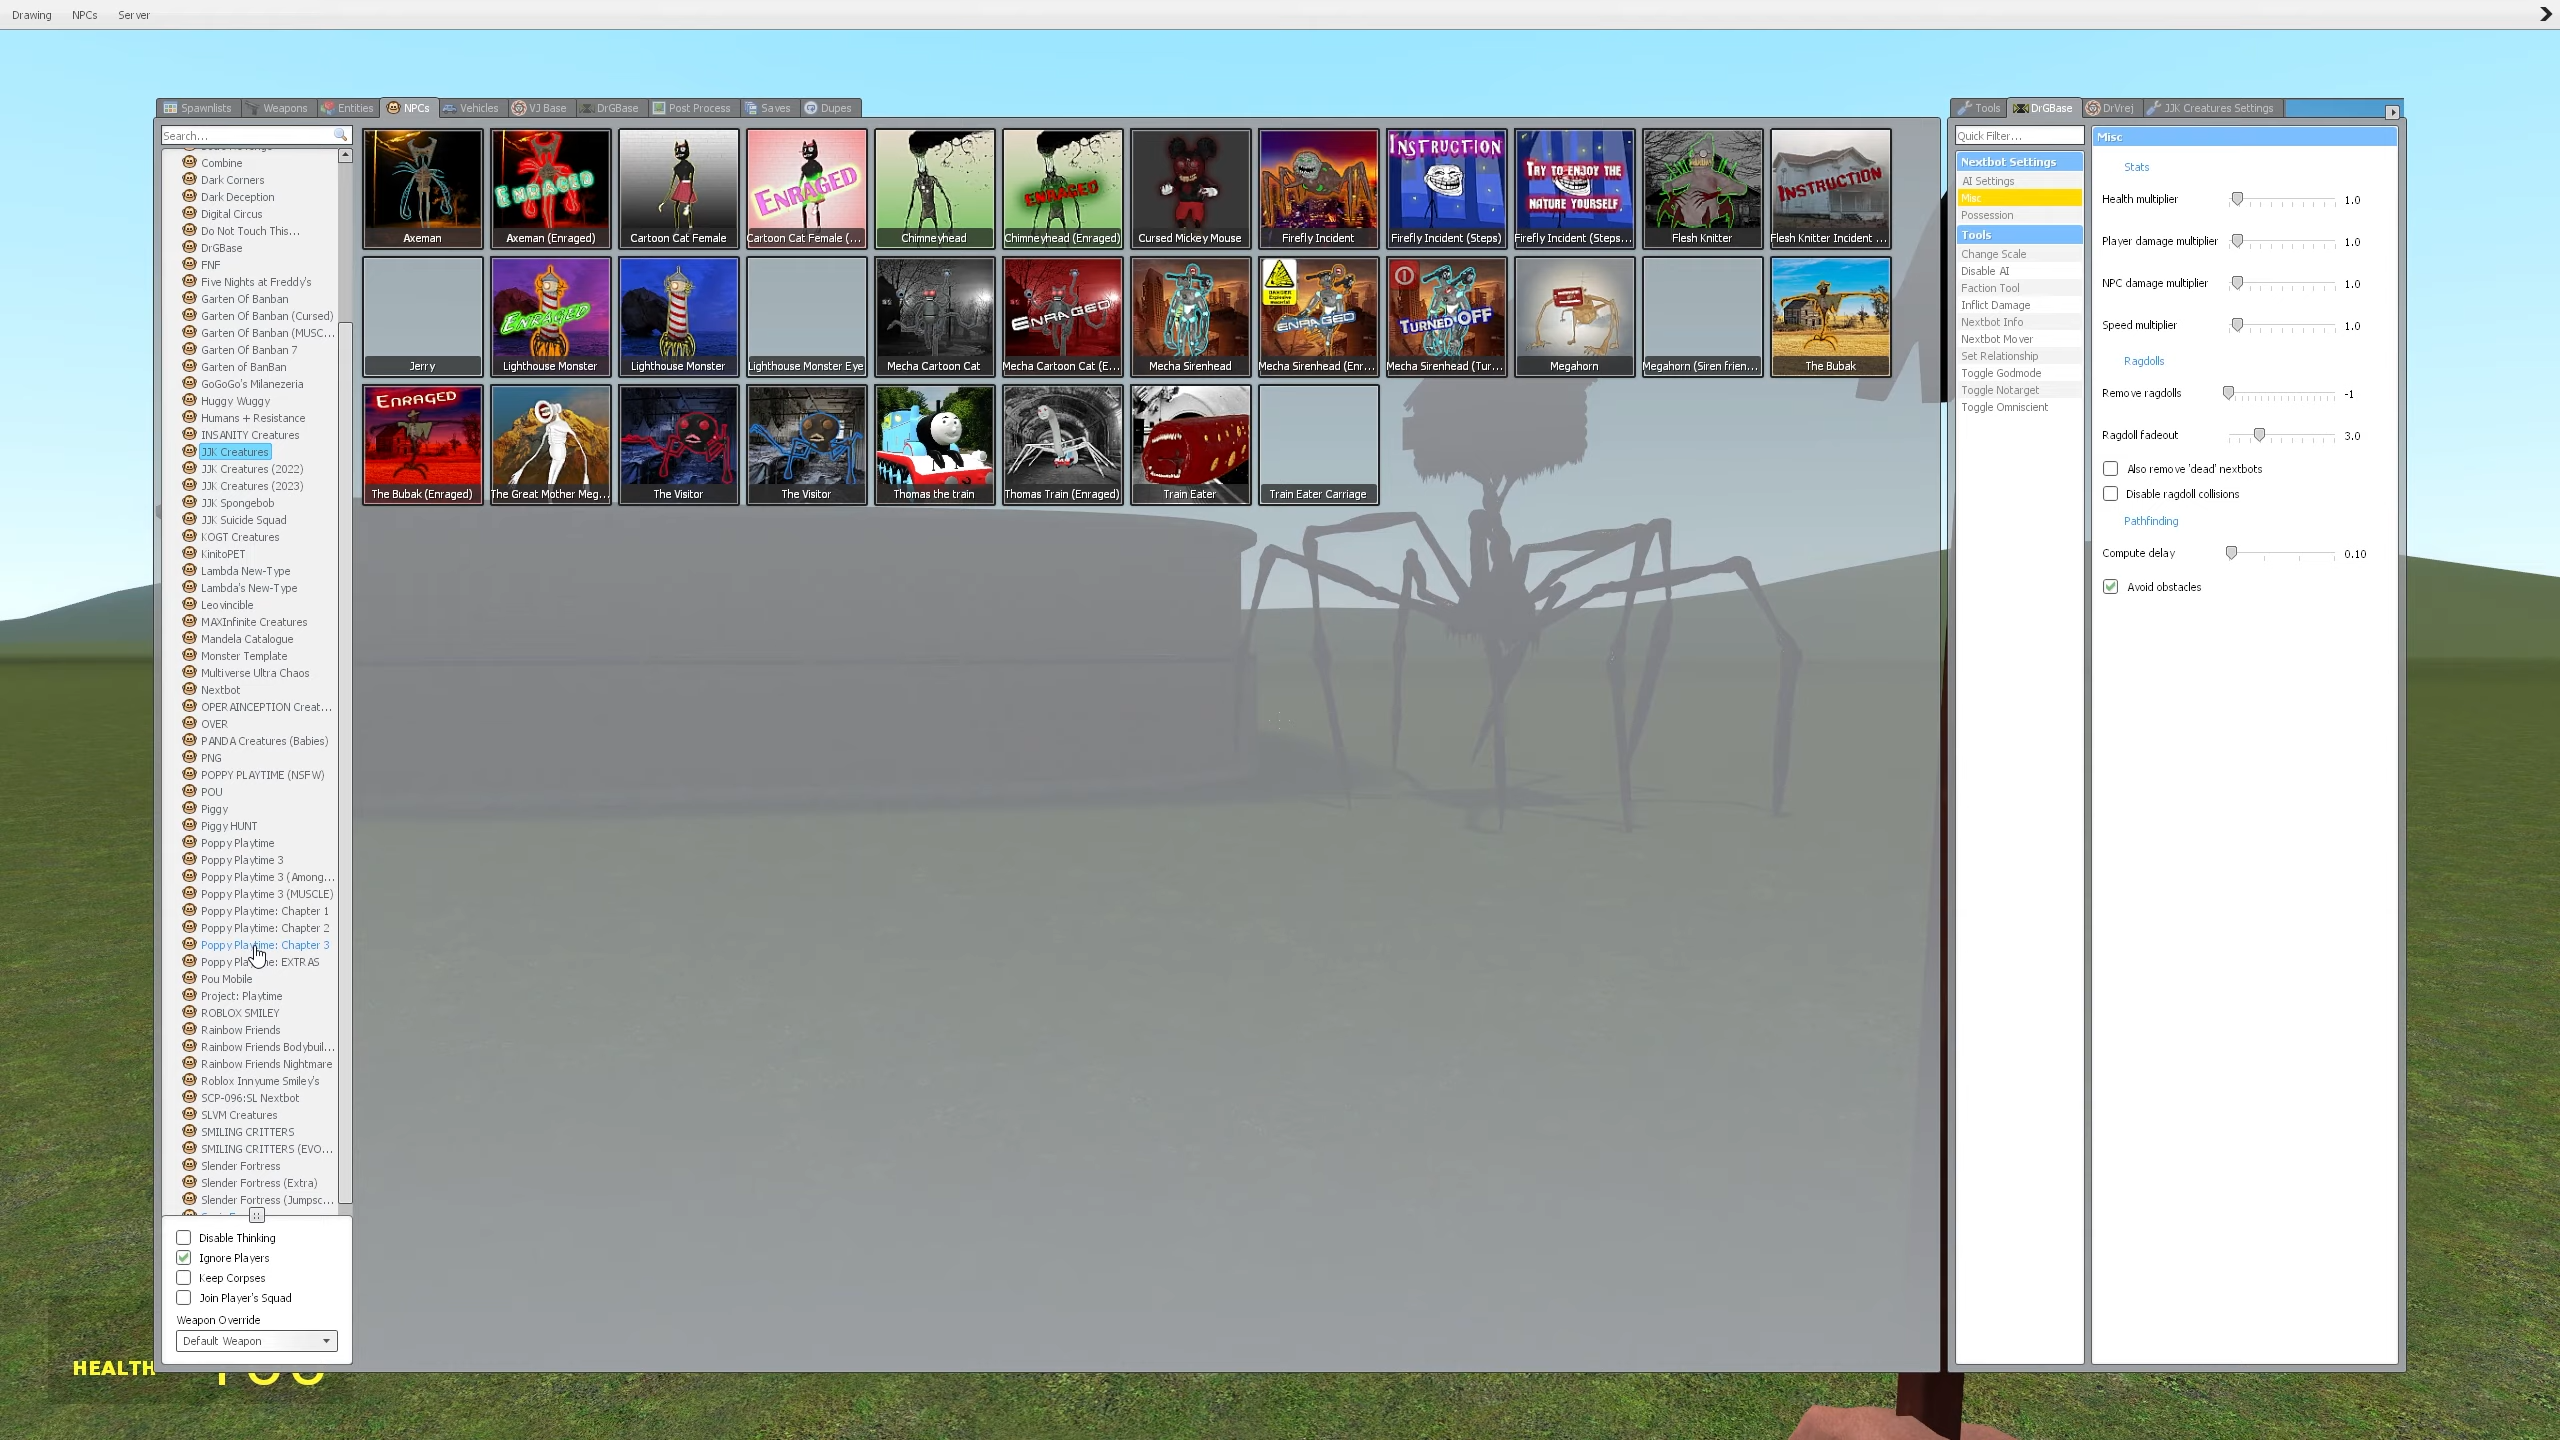 Drawing NPCs Server
Spawnlists Weapons Entities NPCs Vehicles VJ Base DrGBase Post Process Saves Dupes
Search...
Combine
Dark Corners
Dark Deception
Digital Circus
Do Not Touch This...
DrGBase
FNF
Five Nights at Freddy's
Garten Of Banban
Garten Of Banban (Cursed)
Garten Of Banban (MUSC...
Garten Of Banban 7
Garten of BanBan
GoGoGo's Milanezeria
Huggy Wuggy
Humans + Resistance
INSANITY Creatures
JJK Creatures
JJK Creatures (2022)
JJK Creatures (2023)
JJK Spongebob
JJK Suicide Squad
KOGT Creatures
KinitoPET
Lambda New-Type
Lambda's New-Type
Leovincible
MAXInfinite Creatures
Mandela Catalogue
Monster Template
Multiverse Ultra Chaos
Nextbot
OPERAINCEPTION Creat...
OVER
PANDA Creatures (Babies)
PNG
POPPY PLAYTIME (NSFW)
POU
Piggy
Piggy HUNT
Poppy Playtime
Poppy Playtime 3
Poppy Playtime 3 (Among...
Poppy Playtime 3 (MUSCLE)
Poppy Playtime: Chapter 1
Poppy Playtime: Chapter 2
Poppy Playtime: Chapter 3
Poppy Playtime: EXTRAS
Pou Mobile
Project: Playtime
ROBLOX SMILEY
Rainbow Friends
Rainbow Friends Bodybuil...
Rainbow Friends Nightmare
Roblox Innyume Smiley's
SCP-096:SL Nextbot
SLVM Creatures
SMILING CRITTERS
SMILING CRITTERS (EVO...
Slender Fortress
Slender Fortress (Extra)
Slender Fortress (Jumpsc...
Disable Thinking
Ignore Players
Keep Corpses
Join Player's Squad
Weapon Override
Default Weapon
HEALTH 100
ENRAGED
ENRAGED
ENRAGED
INSTRUCTION
TRY TO ENJOY THE
NATURE YOURSELF
INSTRUCTION
Axeman Axeman (Enraged) Cartoon Cat Female Cartoon Cat Female (... Chimneyhead Chimneyhead (Enraged) Cursed Mickey Mouse Firefly Incident Firefly Incident (Steps) Firefly Incident (Steps... Flesh Knitter Flesh Knitter Incident ...
ENRAGED
ENRAGED
DANGER
ENRAGED
TURNED OFF
Jerry Lighthouse Monster Lighthouse Monster Lighthouse Monster Eye Mecha Cartoon Cat Mecha Cartoon Cat (E... Mecha Sirenhead Mecha Sirenhead (Enr... Mecha Sirenhead (Tur... Megahorn Megahorn (Siren frien... The Bubak
ENRAGED
The Bubak (Enraged) The Great Mother Meg... The Visitor The Visitor Thomas the train Thomas Train (Enraged) Train Eater Train Eater Carriage
Tools DrGBase DrVrej JJK Creatures Settings
Quick Filter...
Nextbot Settings
AI Settings
Misc
Possession
Tools
Change Scale
Disable AI
Faction Tool
Inflict Damage
Nextbot Info
Nextbot Mover
Set Relationship
Toggle Godmode
Toggle Notarget
Toggle Omniscient
Misc
Stats
Health multiplier 1.0
Player damage multiplier 1.0
NPC damage multiplier 1.0
Speed multiplier 1.0
Ragdolls
Remove ragdolls -1
Ragdoll fadeout 3.0
Also remove 'dead' nextbots
Disable ragdoll collisions
Pathfinding
Compute delay 0.10
Avoid obstacles